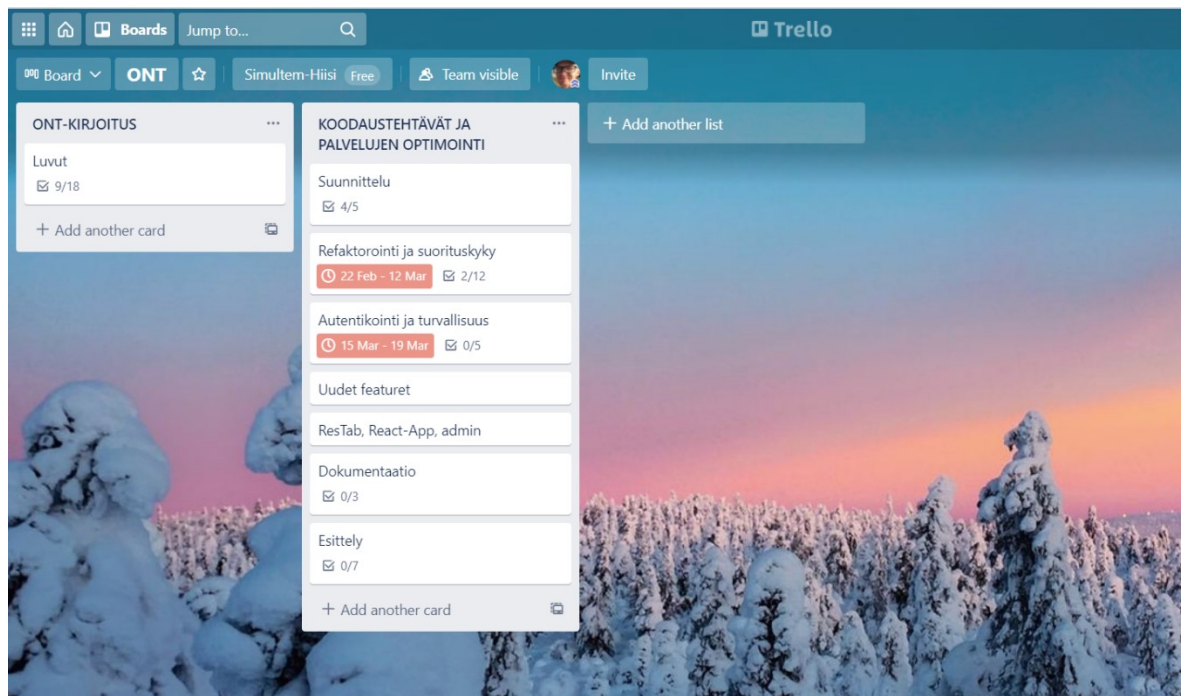 Boards
Jump to...
Trello
Board
ONT
Simultem-Hiisi Free
Team visible
Invite
ONT-KIRJOITUS
Luvut
9/18
+ Add another card
KOODAUSTEHTÄVÄT JA
PALVELUJEN OPTIMOINTI
Suunnittelu
4/5
Refaktorointi ja suorituskyky
22 Feb - 12 Mar 2/12
Autentikointi ja turvallisuus
15 Mar - 19 Mar 0/5
Uudet featuret
ResTab, React-App, admin
Dokumentaatio
0/3
Esittely
0/7
+ Add another card
+ Add another list